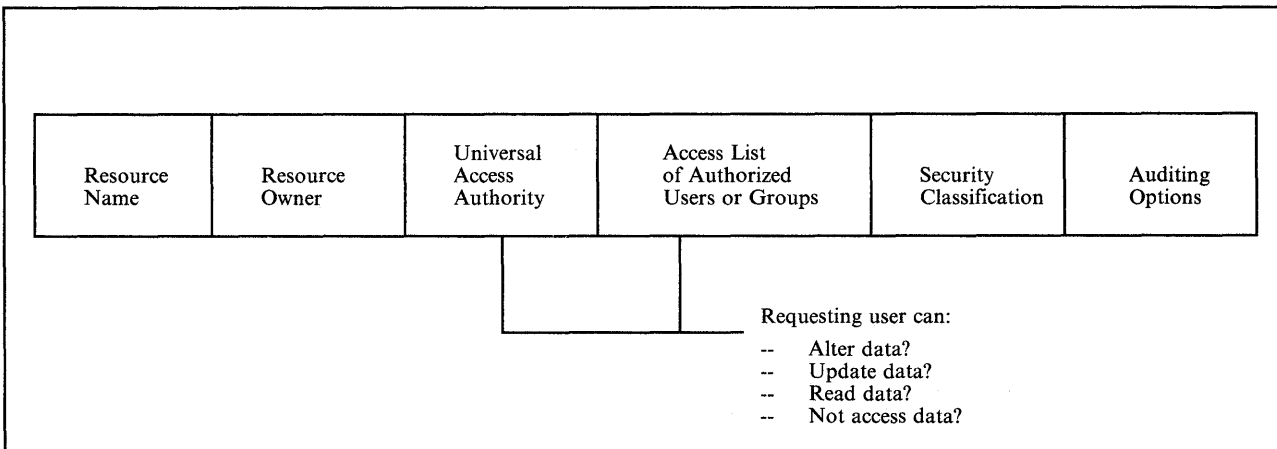 Resource
Name
Resource
Owner
Universal
Access
Authority
Access List
of Authorized
Users or Groups
Security
Classification
Auditing
Options
Requesting user can:
-- Alter data?
-- Update data?
-- Read data?
-- Not access data?